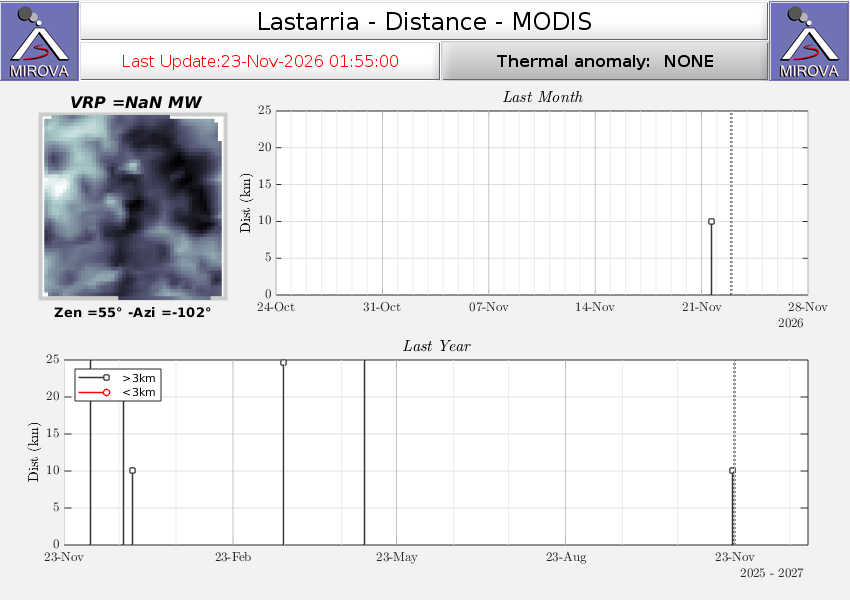 Lastarria - Distance - MODIS
MIROVA
Last Update:23-Nov-2026 01:55:00
Thermal anomaly: NONE
MIROVA
VRP =NaN MW
Zen =55° -Azi =-102°
Last Month
Dist (km)
25
20
15
10
5
0
24-Oct
31-Oct
07-Nov
14-Nov
21-Nov
28-Nov
2026
Last Year
Dist (km)
25
20
15
10
5
0
>3km
<3km
23-Nov
23-Feb
23-May
23-Aug
23-Nov
2025 - 2027